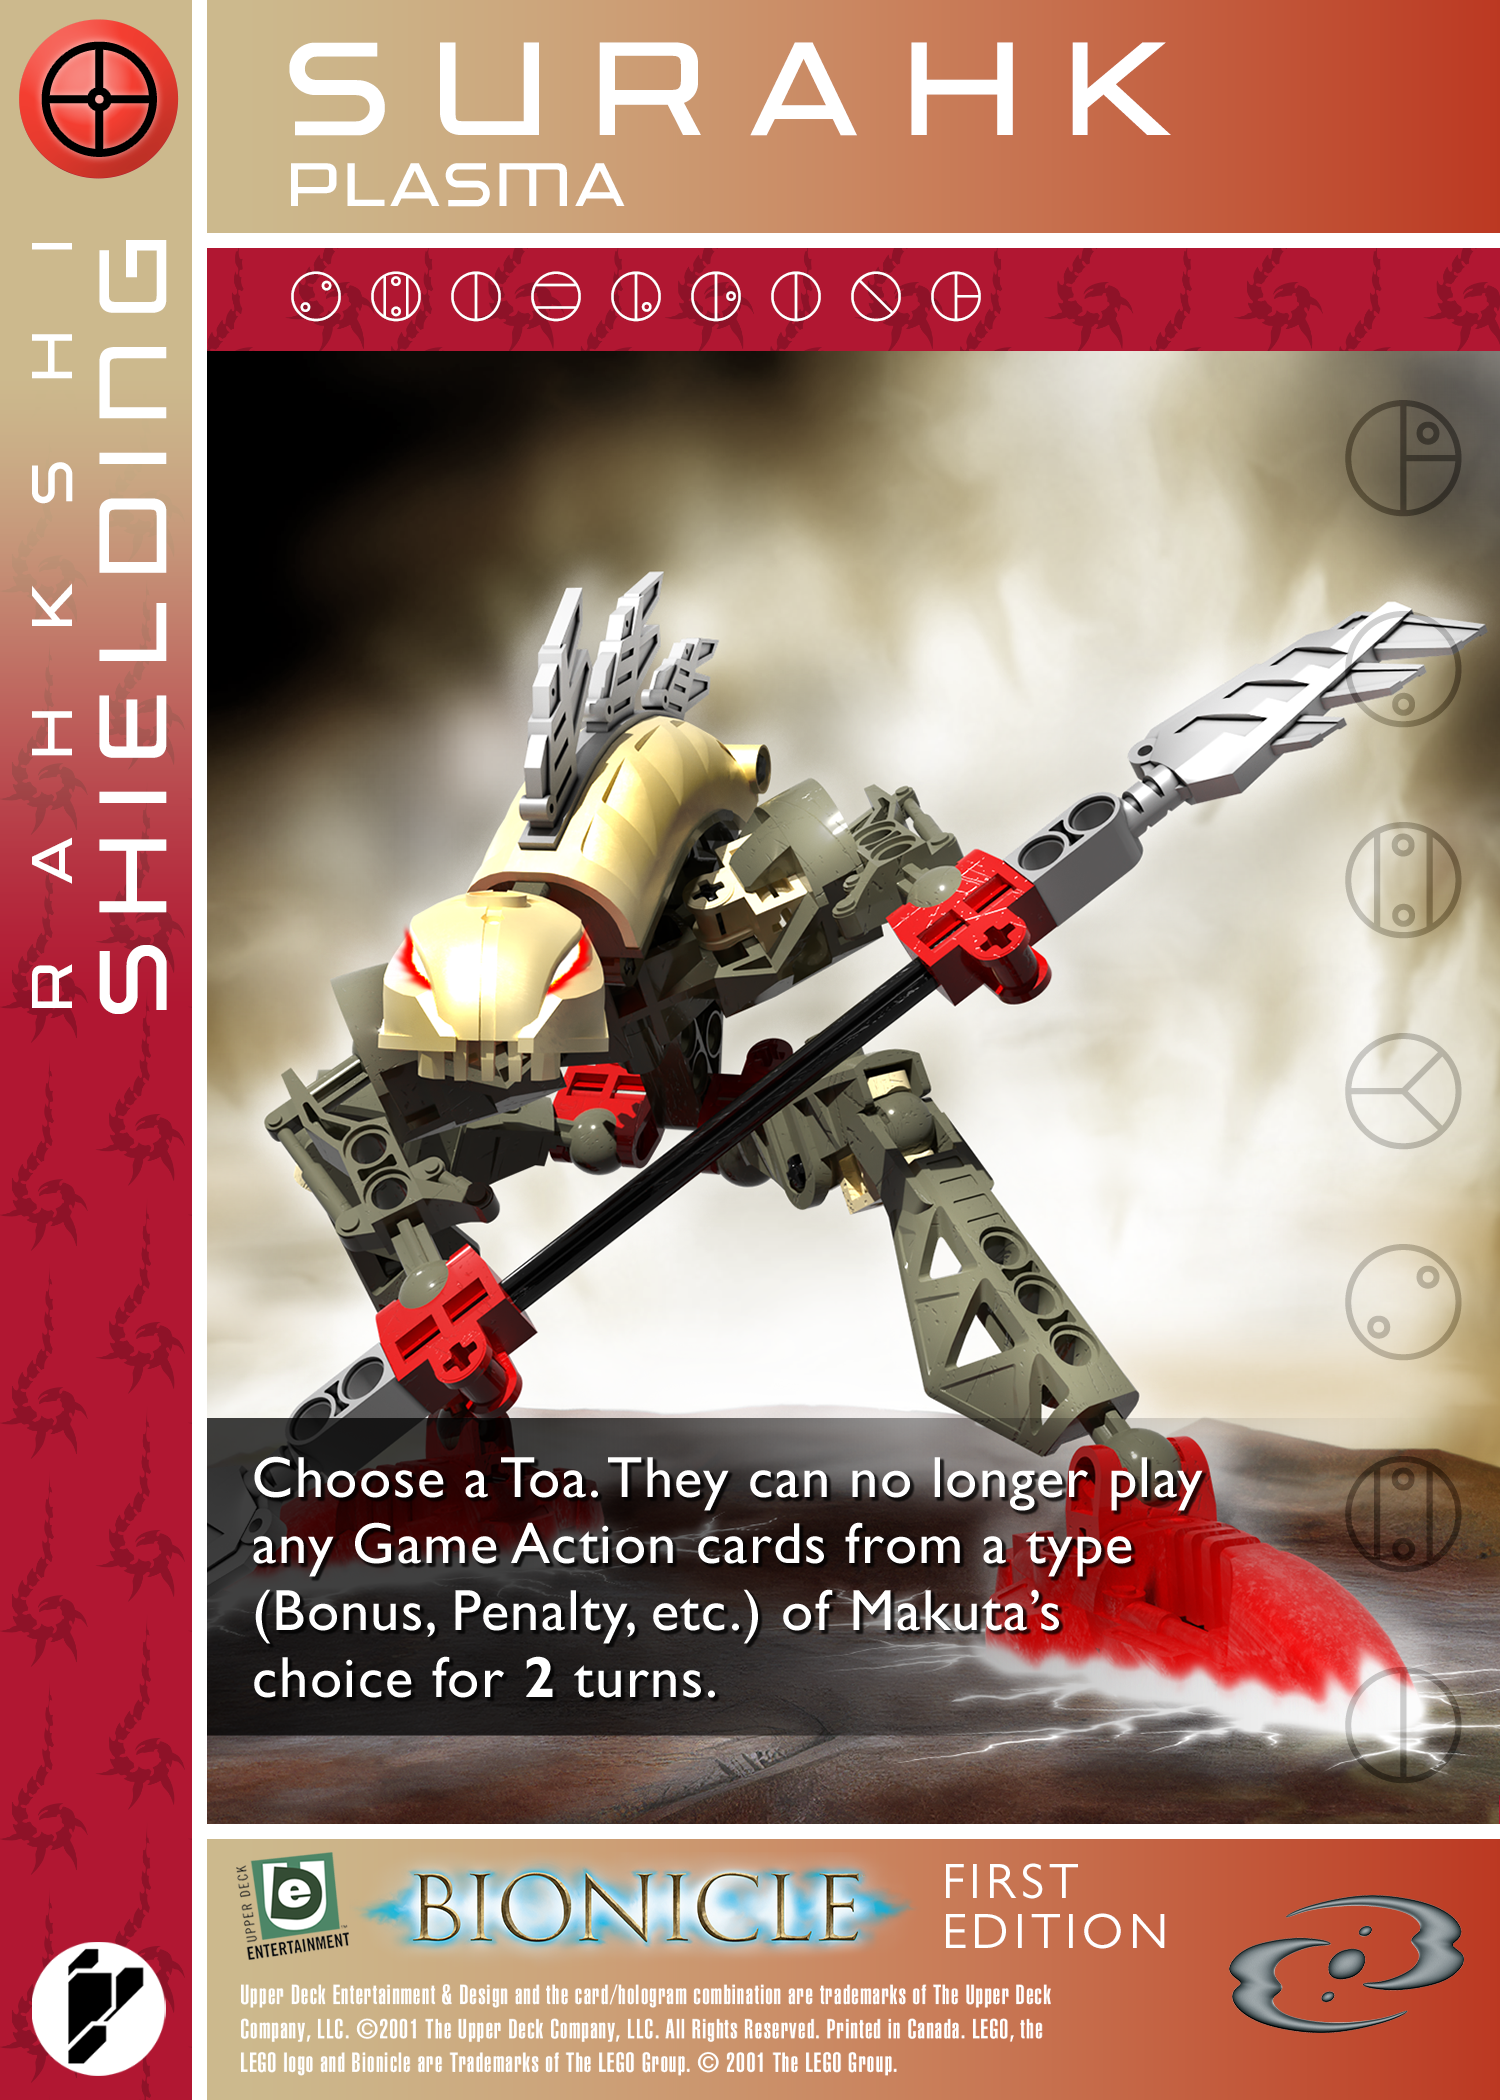 SURAHK
PLASMA
RAHKSHI
SHIELDING
Choose a Toa. They can no longer play
any Game Action cards from a type
(Bonus, Penalty, etc.) of Makuta’s
choice for 2 turns.
UPPER DECK
e
ENTERTAINMENT
™
BIONICLE
FIRST
EDITION
Upper Deck Entertainment & Design and the card/hologram combination are trademarks of The Upper Deck
Company, LLC. ©2001 The Upper Deck Company, LLC. All Rights Reserved. Printed in Canada. LEGO, the
LEGO logo and Bionicle are Trademarks of The LEGO Group. © 2001 The LEGO Group.